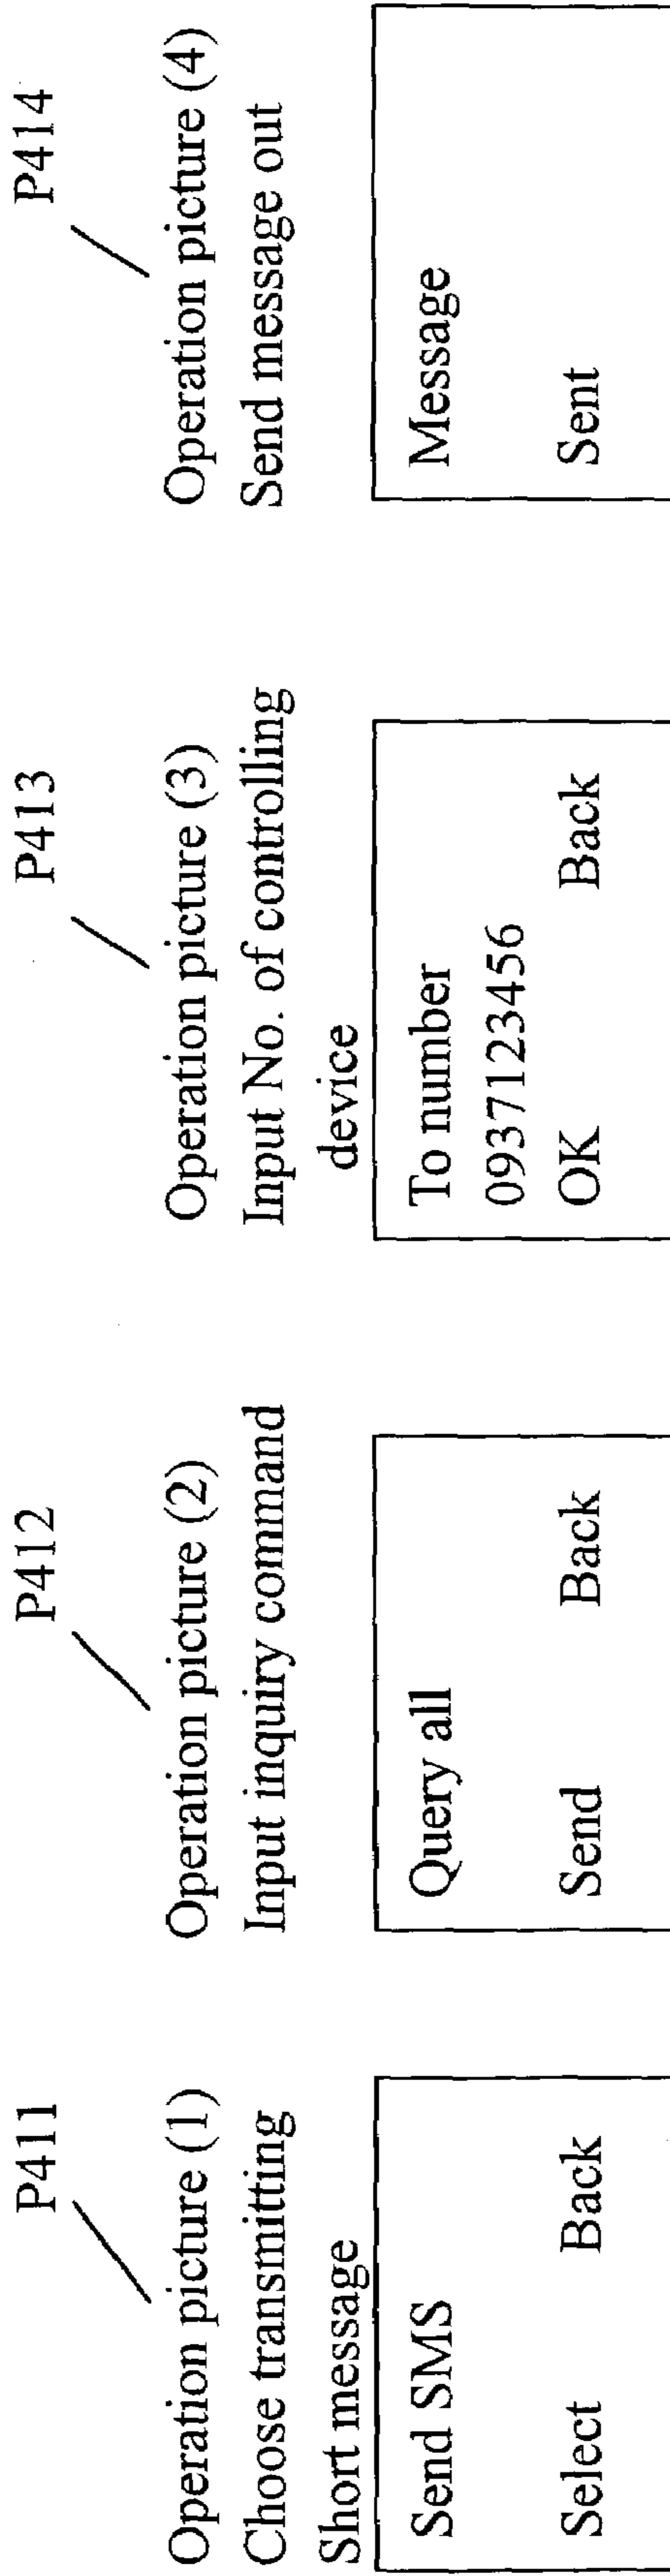 P411
Operation picture (1)
Choose transmitting
Short message
Send SMS
Select Back
P412
Operation picture (2)
Input inquiry command
Query all
Send Back
P413
Operation picture (3)
Input No. of controlling
device
To number
0937123456
OK Back
P414
Operation picture (4)
Send message out
Message
Sent